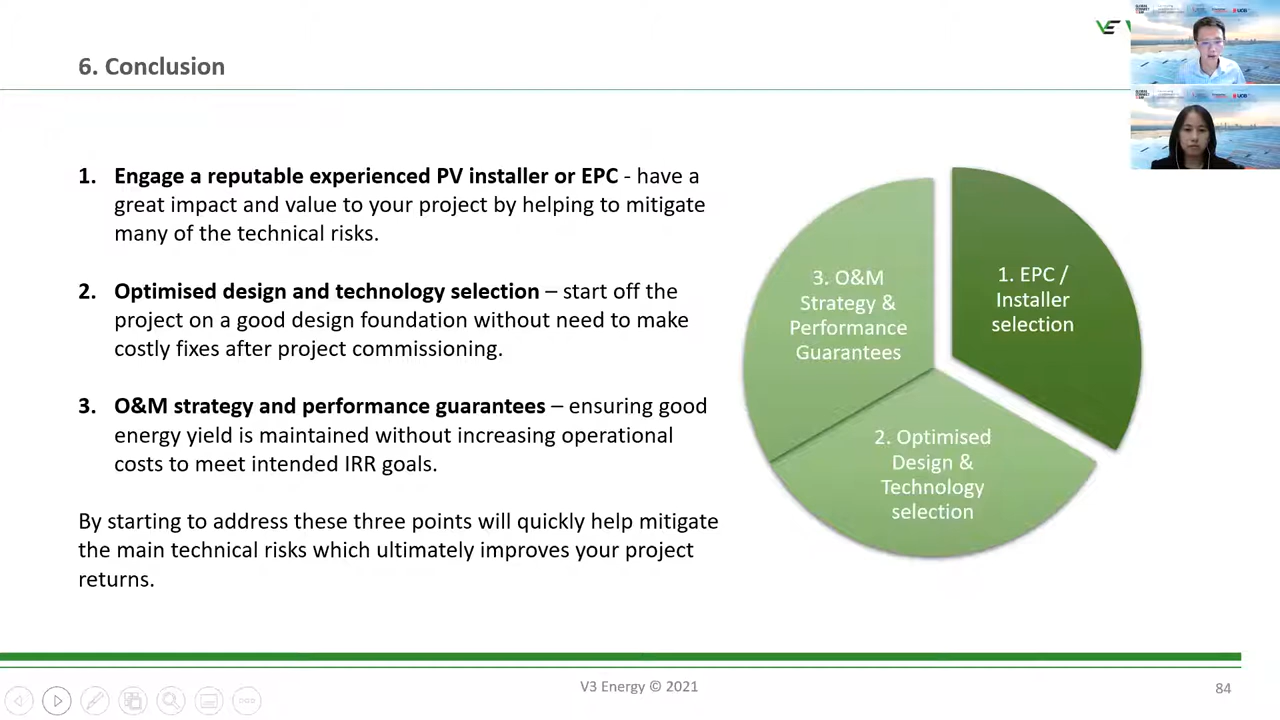 6. Conclusion
1. Engage a reputable experienced PV installer or EPC - have a
great impact and value to your project by helping to mitigate
many of the technical risks.
2. Optimised design and technology selection – start off the
project on a good design foundation without need to make
costly fixes after project commissioning.
3. O&M strategy and performance guarantees – ensuring good
energy yield is maintained without increasing operational
costs to meet intended IRR goals.
By starting to address these three points will quickly help mitigate
the main technical risks which ultimately improves your project
returns.
3. O&M
Strategy &
Performance
Guarantees
1. EPC /
Installer
selection
2. Optimised
Design &
Technology
selection
V3 Energy © 2021
84